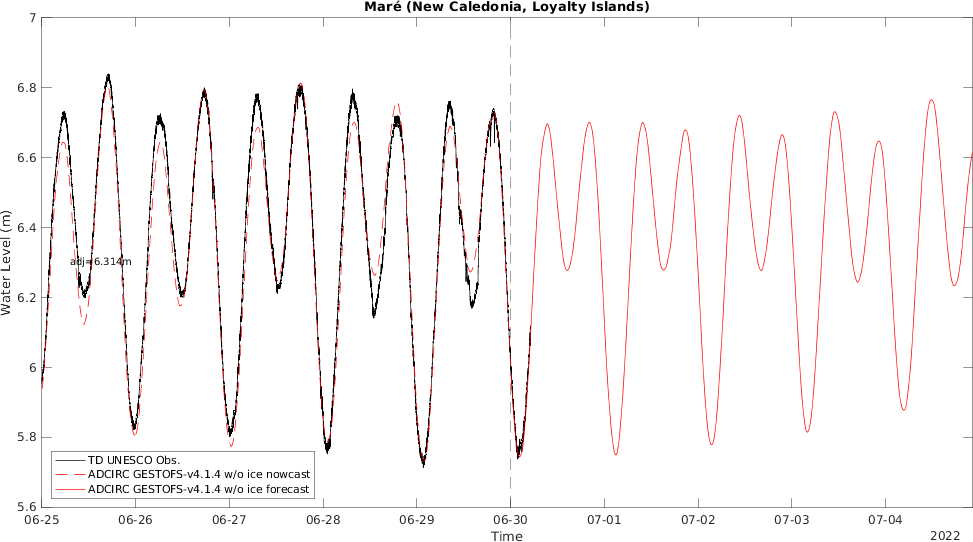 Maré (New Caledonia, Loyalty Islands)
7
6.8
6.6
6.4
6.2
6
5.8
5.6
Water Level (m)
adj=6.314m
TD UNESCO Obs.
ADCIRC GESTOFS-v4.1.4 w/o ice nowcast
ADCIRC GESTOFS-v4.1.4 w/o ice forecast
06-25 06-26 06-27 06-28 06-29 06-30 07-01 07-02 07-03 07-04
Time
2022